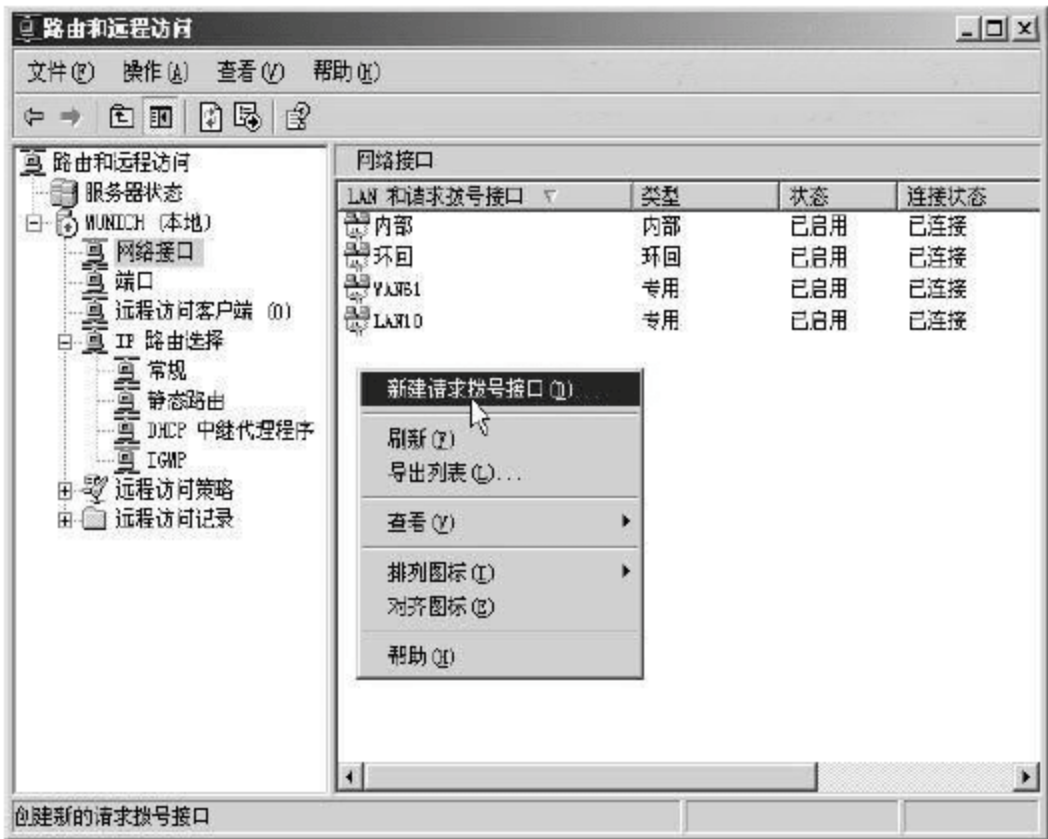 路由和远程访问
文件(F) 操作(A) 查看(V) 帮助(H)
路由和远程访问
服务器状态
MUNICH (本地)
网络接口
端口
远程访问客户端 (0)
IP 路由选择
常规
静态路由
DHCP 中继代理程序
IGMP
远程访问策略
远程访问记录
网络接口
LAN 和请求拨号接口 类型 状态 连接状态
内部 内部 已启用 已连接
环回 环回 已启用 已连接
WAN61 专用 已启用 已连接
LAN10 专用 已启用 已连接
新建请求拨号接口(N)...
刷新(F)
导出列表(L)...
查看(V)
排列图标(I)
对齐图标(E)
帮助(H)
创建新的请求拨号接口